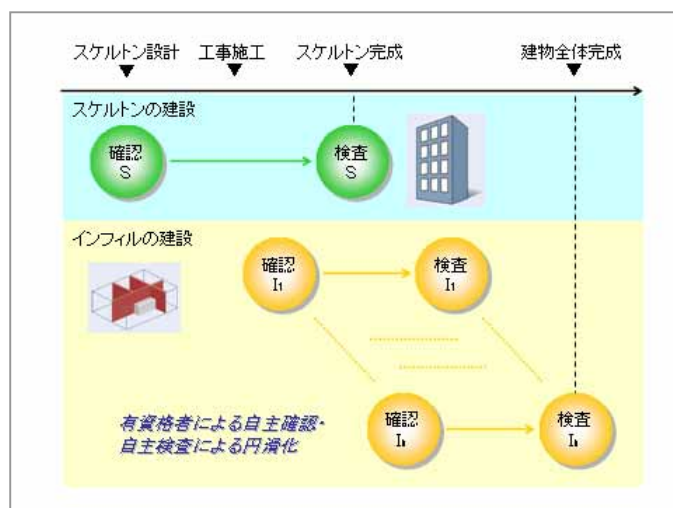 スケルトン設計 工事施工 スケルトン完成 建物全体完成
スケルトンの建設
確認
S
検査
S
インフィルの建設
確認
I1
検査
I1
確認
In
検査
In
有資格者による自主確認・
自主検査による円滑化